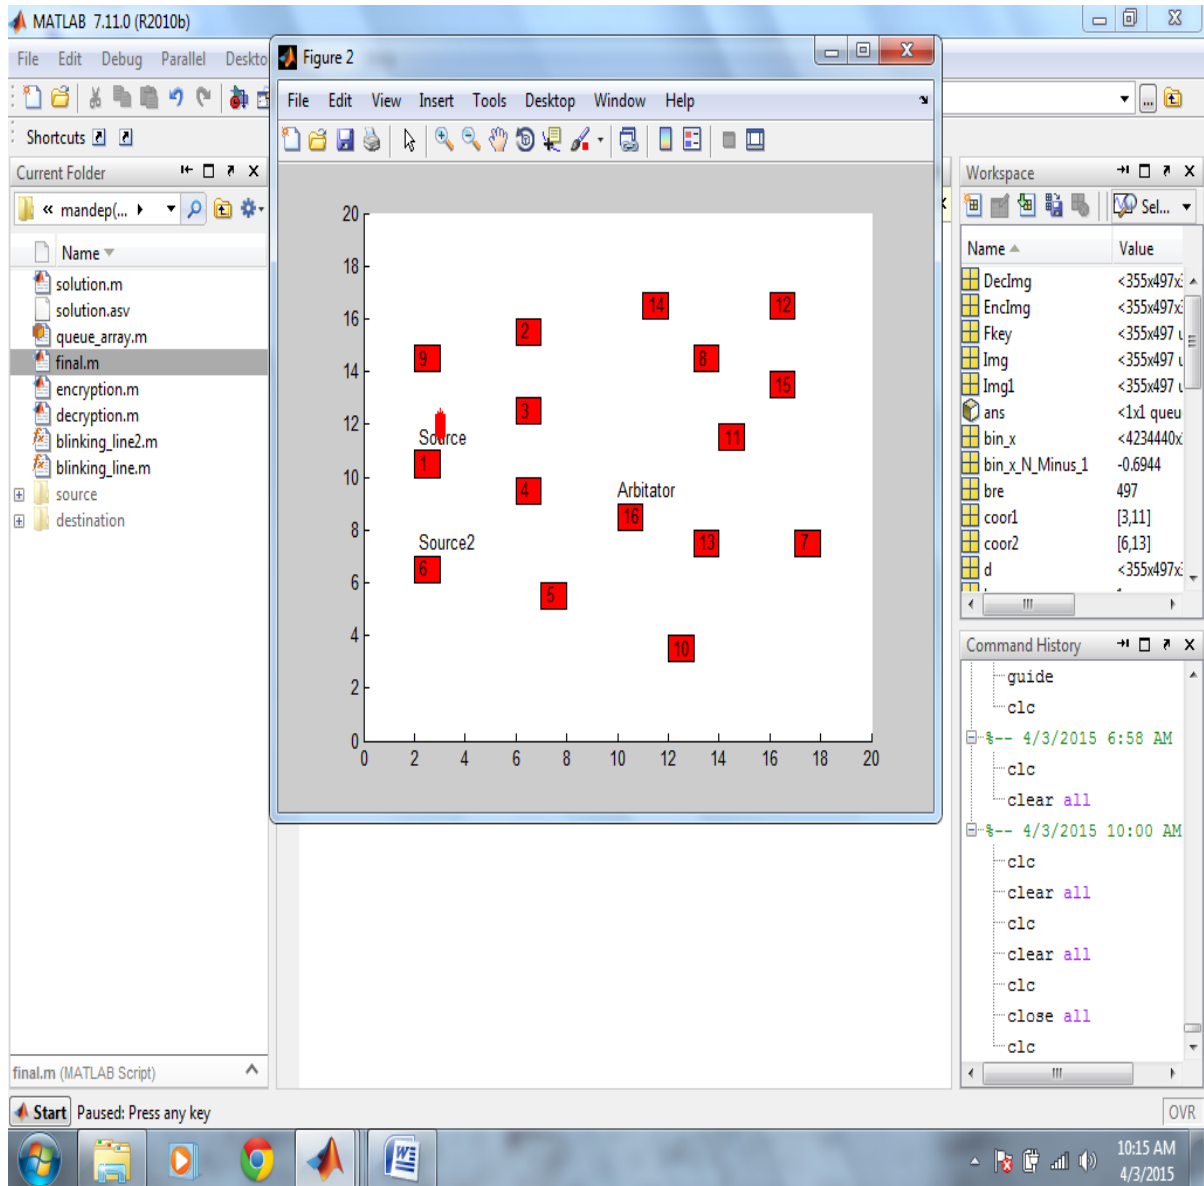 MATLAB 7.11.0 (R2010b)
File Edit Debug Parallel Deskto
Shortcuts
Current Folder
« mandep(...
Name
solution.m
solution.asv
queue_array.m
final.m
encryption.m
decryption.m
blinking_line2.m
blinking_line.m
source
destination
final.m (MATLAB Script)
Figure 2
File Edit View Insert Tools Desktop Window Help
20
18
16
14
12
10
8
6
4
2
0
0 2 4 6 8 10 12 14 16 18 20
14
12
2
9
8
15
3
11
Source
1
4
Arbitator
16
13
7
Source2
6
5
10
Workspace
Sel...
Name Value
DecImg <355x497x:
EncImg <355x497x:
Fkey <355x497 u
Img <355x497 u
Img1 <355x497 u
ans <1x1 queu
bin_x <4234440x
bin_x_N_Minus_1 -0.6944
bre 497
coor1 [3,11]
coor2 [6,13]
d <355x497x:
Command History
guide
clc
%-- 4/3/2015 6:58 AM
clc
clear all
%-- 4/3/2015 10:00 AM
clc
clear all
clc
clear all
clc
close all
clc
Start Paused: Press any key
OVR
10:15 AM
4/3/2015